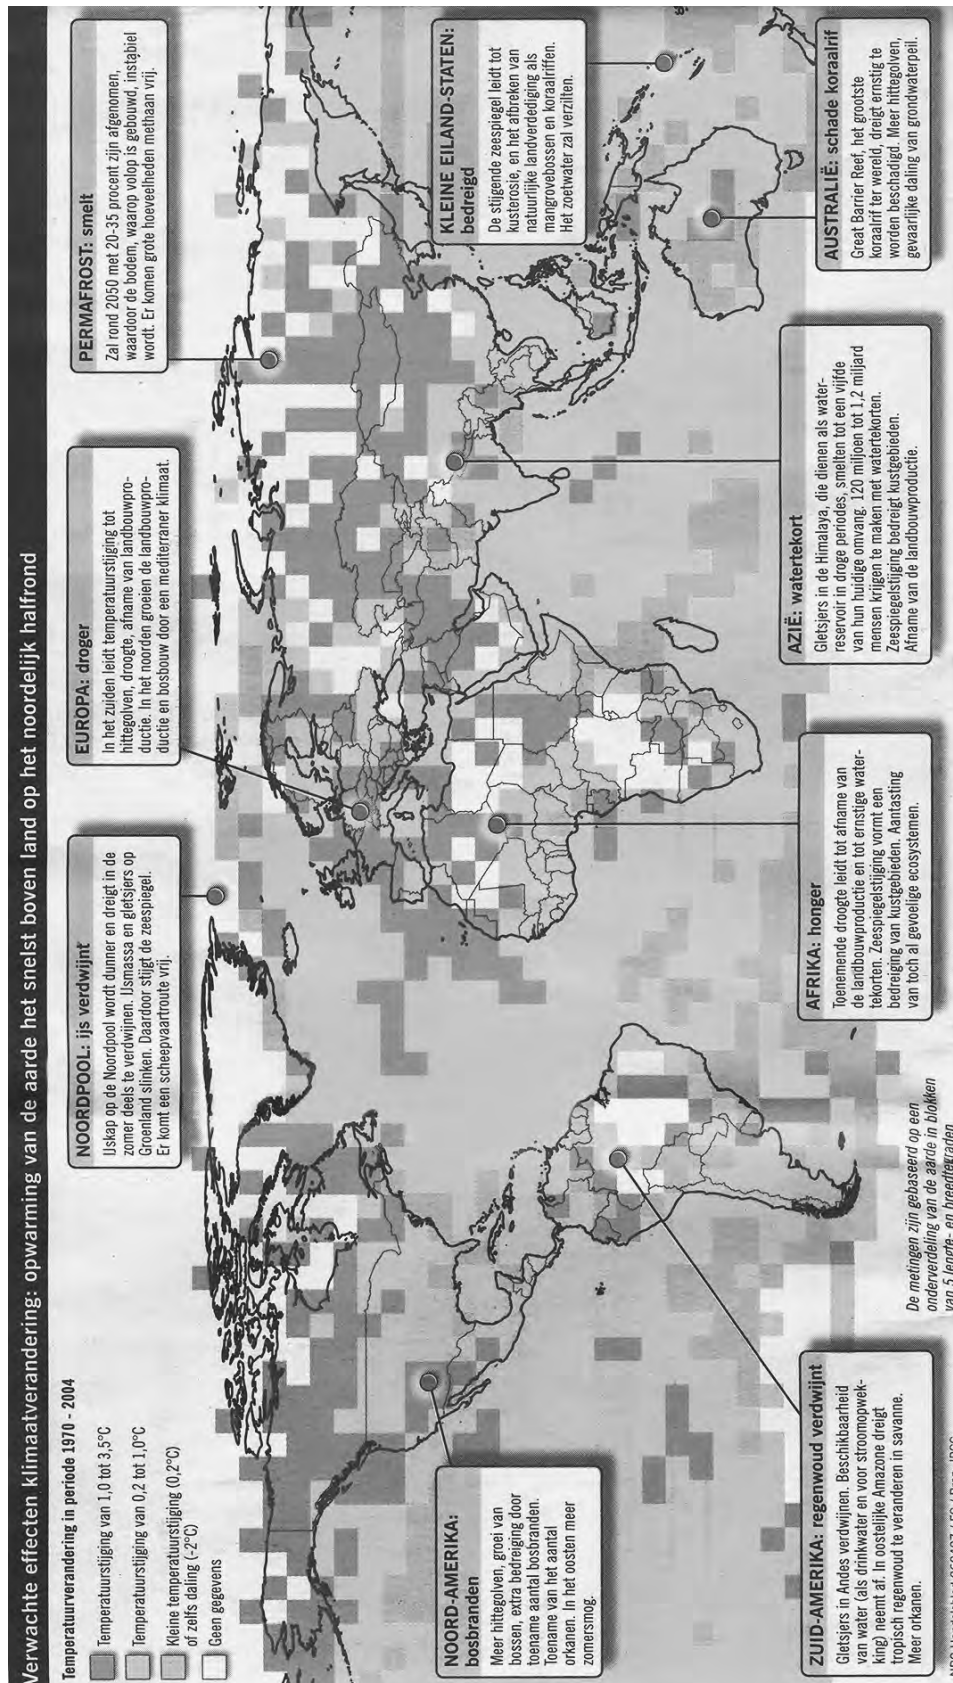 Verwachte effecten klimaatverandering: opwarming van de aarde het snelst boven land op het noordelijk halfrond
Temperatuurverandering in periode 1970 - 2004
Temperatuurstijging van 1,0 tot 3,5°C
Temperatuurstijging van 0,2 tot 1,0°C
Kleine temperatuurstijging (0,2°C)
of zelfs daling (-2°C)
Geen gegevens
NOORDPOOL: ijs verdwijnt
IJskap op de Noordpool wordt dunner en dreigt in de
zomer deels te verdwijnen. IJsmassa en gletsjers op
Groenland slinken. Daardoor stijgt de zeespiegel.
Er komt een scheepvaartroute vrij.
EUROPA: droger
In het zuiden leidt temperatuurstijging tot
hittegolven, droogte, afname van landbouwpro-
ductie. In het noorden groeien de landbouwpro-
ductie en bosbouw door een mediterraner klimaat.
PERMAFROST: smelt
Zal rond 2050 met 20-35 procent zijn afgenomen,
waardoor de bodem, waarop volop is gebouwd, instabiel
wordt. Er komen grote hoeveelheden methaan vrij.
NOORD-AMERIKA:
bosbranden
Meer hittegolven, groei van
bossen, extra bedreiging door
toename aantal bosbranden.
Toename van het aantal
orkanen. In het oosten meer
zomersmog.
KLEINE EILAND-STATEN:
bedreigd
De stijgende zeespiegel leidt tot
kusterosie, en het afbreken van
natuurlijke landverdediging als
mangrovebossen en koraalriffen.
Het zoetwater zal verzilten.
ZUID-AMERIKA: regenwoud verdwijnt
Gletsjers in Andes verdwijnen. Beschikbaarheid
van water (als drinkwater en voor stroomopwek-
king) neemt af. In oostelijke Amazone dreigt
tropisch regenwoud te veranderen in savanne.
Meer orkanen.
De metingen zijn gebaseerd op een
onderverdeling van de aarde in blokken
van 5 lengte- en breedtegraden
AFRIKA: honger
Toenemende droogte leidt tot afname van
de landbouwproductie en tot ernstige water-
tekorten. Zeespiegelstijging vormt een
bedreiging van kustgebieden. Aantasting
van toch al gevoelige ecosystemen.
AZIË: watertekort
Gletsjers in de Himalaya, die dienen als water-
reservoir in droge periodes, smelten tot een vijfde
van hun huidige omvang. 120 miljoen tot 1,2 miljard
mensen krijgen te maken met watertekorten.
Zeespiegelstijging bedreigt kustgebieden.
Afname van de landbouwproductie.
AUSTRALIË: schade koraalrif
Great Barrier Reef, het grootste
koraalrif ter wereld, dreigt ernstig te
worden beschadigd. Meer hittegolven,
gevaarlijke daling van grondwaterpeil.